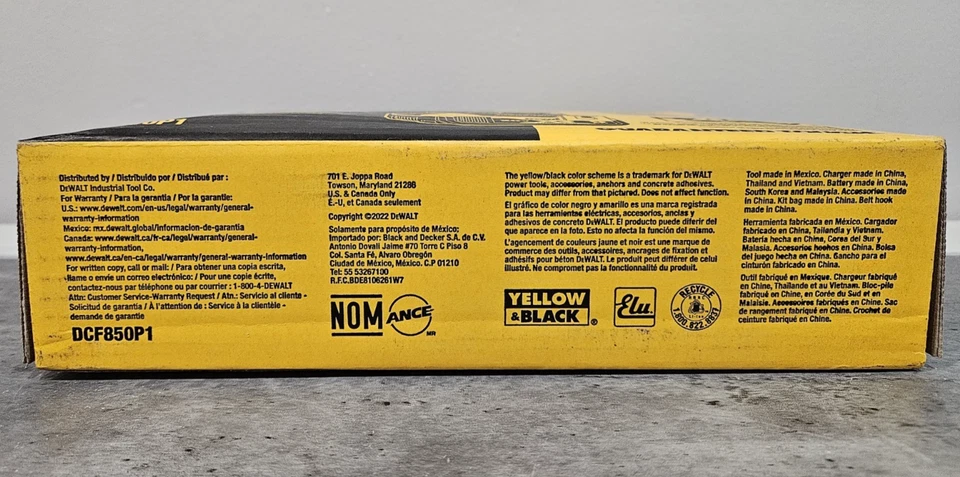 Distributed by / Distribuido por / Distribué par :
DEWALT Industrial Tool Co.
For Warranty / Para la garantía / Por la garantie:
U.S.: www.dewalt.com/en-us/legal/warranty/general-
warranty-information
Mexico: mx.dewalt.global/informacion-de-garantia
Canada: www.dewalt.ca/fr-ca/legal/warranty/general-
warranty-information,
www.dewalt.ca/en-ca/legal/warranty/general-warranty-information
For written copy, call or mail: / Para obtener una copia escrita,
llame o envíe un correo electrónico: / Pour une copie écrite,
contactez-nous par téléphone ou par courrier : 1-800-4-DEWALT
Attn: Customer Service-Warranty Request / Atn.: Servicio al cliente -
Solicitud de garantía / À l'attention de : Service à la clientèle -
demande de garantie
DCF850P1
701 E. Joppa Road
Towson, Maryland 21286
U.S. & Canada Only
É.-U, et Canada seulement
Copyright ©2022 DEWALT
Solamente para propósito de México:
Importado por: Black and Decker S.A. de C.V.
Antonio Dovali Jaime #70 Torre C Piso 8
Col. Santa Fé, Alvaro Obregón
Ciudad de México, México. C.P 01210
Tel: 55 53267100
R.F.C.BDE8106261W7
NOM ANCE MR
The yellow/black color scheme is a trademark for DEWALT
power tools, accessories, anchors and concrete adhesives.
Product may differ from that pictured. Does not affect function.
El gráfico de color negro y amarillo es una marca registrada
para las herramientas eléctricas, accesorios, anclas y
adhesivos de concreto DEWALT. El producto puede diferir del
que aparece en la foto. Esto no afecta la función del mismo.
L'agencement de couleurs jaune et noir est une marque de
commerce des outils, accessoires, ancrages de fixation et
adhésifs pour béton DEWALT. Le produit peut différer de celui
illustré. Ne compromet pas la fonctionnalité du produit.
YELLOW
& BLACK®
Elu.
RECYCLE
1.800.822.8837
Tool made in Mexico. Charger made in China,
Thailand and Vietnam. Battery made in China,
South Korea and Malaysia. Accessories made
in China. Kit bag made in China. Belt hook
made in China.
Herramienta fabricada en México. Cargador
fabricado en China, Tailandia y Vietnam.
Batería hecha en China, Corea del Sur y
Malasia. Accesorios hechos en China. Bolsa
del juego hecha en China. Gancho para el
cinturón fabricado en China.
Outil fabriqué en Mexique. Chargeur fabriqué
en Chine, Thaïlande et au Vietnam. Bloc-pile
fabriqué en Chine, en Corée du Sud et en
Malaisie. Accessoires fabriqués en Chine. Sac
de rangement fabriqué en Chine. Crochet de
ceinture fabriqué en Chine.